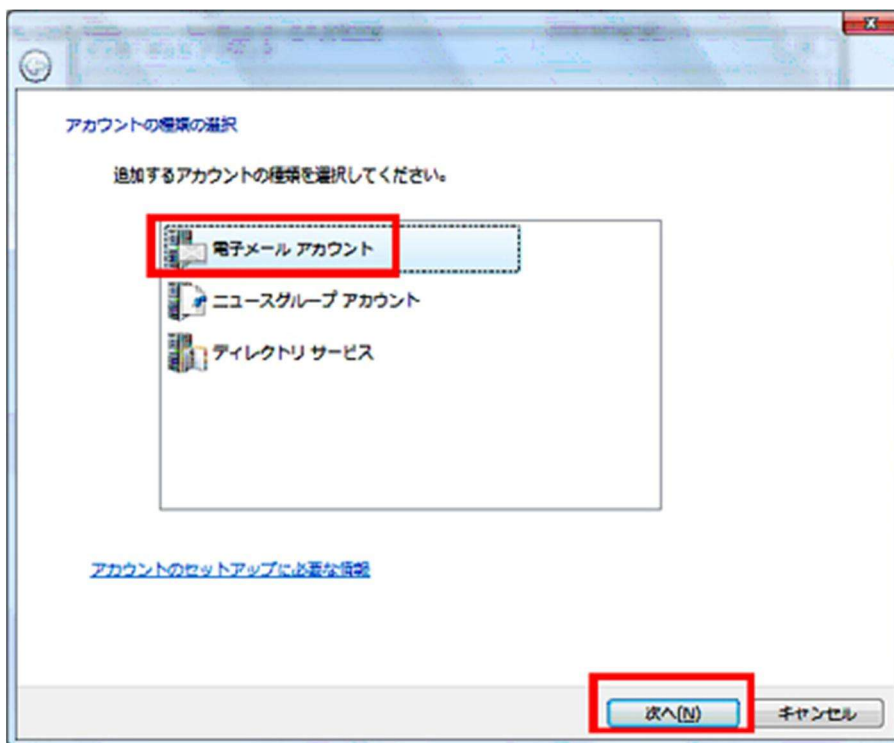 アカウントの種類の選択
追加するアカウントの種類を選択してください。
電子メール アカウント
ニュースグループ アカウント
ディレクトリ サービス
アカウントのセットアップに必要な情報
次へ(N)
キャンセル